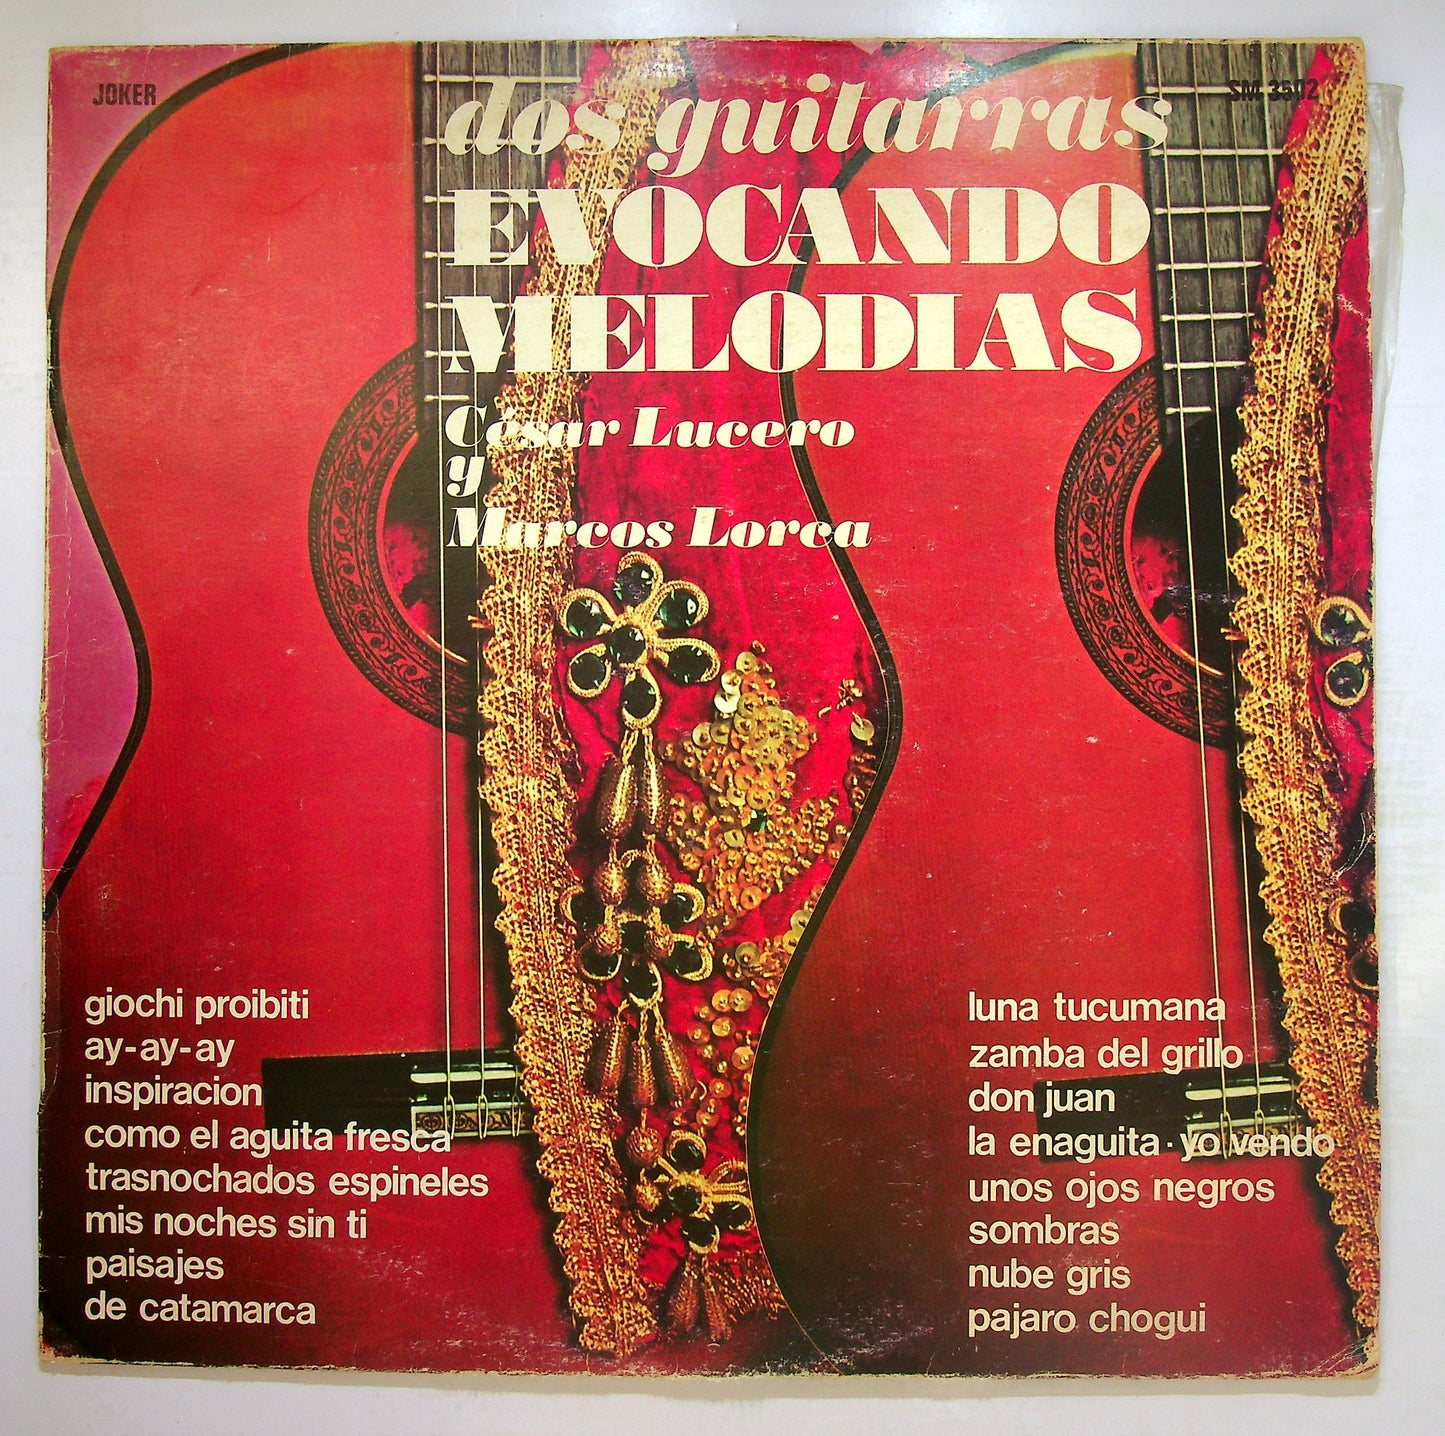 JOKER
SM 3502
dos guitarras
EVOCANDO
MELODIAS
César Lucero
y
Marcos Lorca
giochi proibiti
ay-ay-ay
inspiracion
como el aguita fresca
trasnochados espineles
mis noches sin ti
paisajes
de catamarca
luna tucumana
zamba del grillo
don juan
la enaguita · yo vendo
unos ojos negros
sombras
nube gris
pajaro chogui